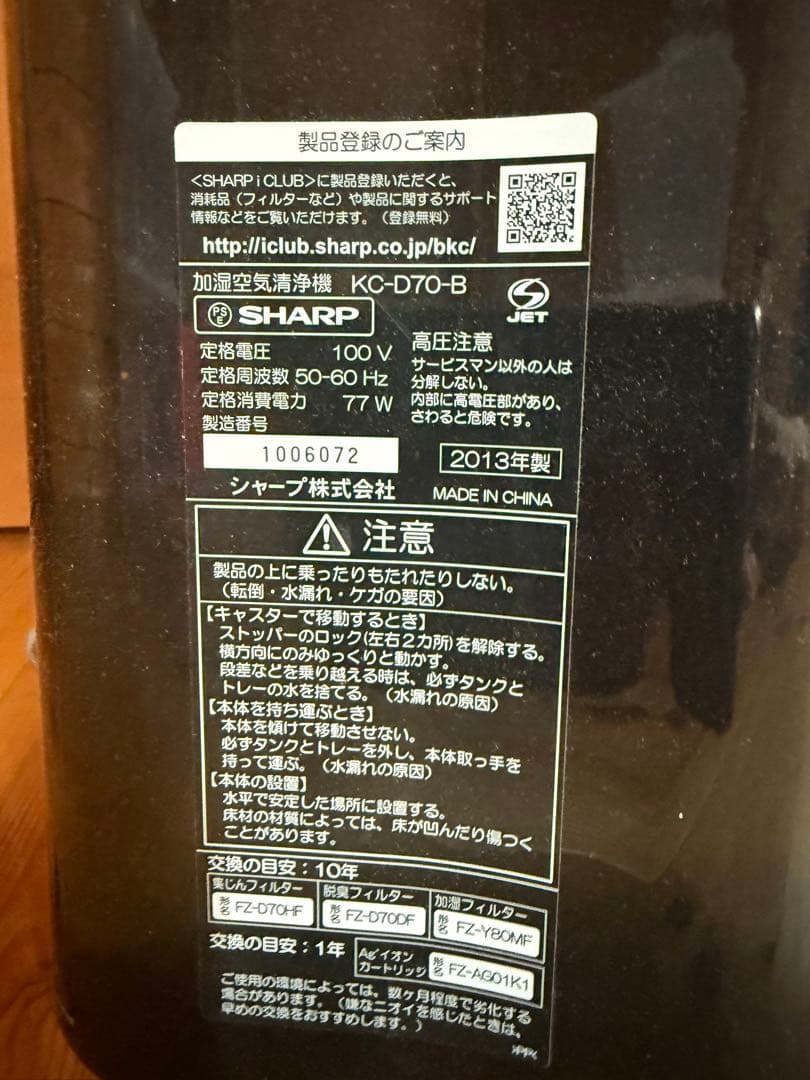 製品登録のご案内
<SHARP i CLUB>に製品登録いただくと、
消耗品(フィルターなど)や製品に関するサポート
情報などをご覧いただけます。(登録無料)
http://iclub.sharp.co.jp/bkc/
加湿空気清浄機 KC-D70-B
PSE SHARP
JET
定格電圧 100 V
定格周波数 50-60 Hz
定格消費電力 77 W
製造番号
1006072
高圧注意
サービスマン以外の人は
分解しない。
内部に高電圧部があり、
さわると危険です。
2013年製
シャープ株式会社 MADE IN CHINA
注意
製品の上に乗ったりもたれたりしない。
(転倒・水漏れ・ケガの要因)
【キャスターで移動するとき】
ストッパーのロック(左右2カ所)を解除する。
横方向にのみゆっくりと動かす。
段差などを乗り越える時は、必ずタンクと
トレーの水を捨てる。(水漏れの原因)
【本体を持ち運ぶとき】
本体を傾けて移動させない。
必ずタンクとトレーを外し、本体取っ手を
持って運ぶ。(水漏れの原因)
【本体の設置】
水平で安定した場所に設置する。
床材の材質によっては、床が凹んだり傷つく
ことがあります。
交換の目安:10年
集じんフィルター 脱臭フィルター 加湿フィルター
形名 FZ-D70HF 形名 FZ-D70DF 形名 FZ-Y80MF
交換の目安:1年 Ag+イオンカートリッジ 形名 FZ-AG01K1
ご使用の環境によっては、数ヶ月程度で劣化する
場合があります。(嫌なニオイを感じたときは、
早めの交換をおすすめします。)